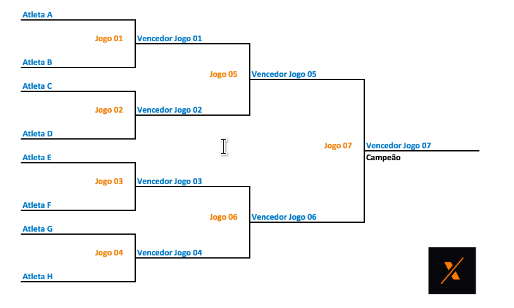 Atleta A
Jogo 01
Vencedor Jogo 01
Atleta B
Jogo 05
Vencedor Jogo 05
Atleta C
Jogo 02
Vencedor Jogo 02
Atleta D
Jogo 07
Vencedor Jogo 07
Campeão
Atleta E
Jogo 03
Vencedor Jogo 03
Atleta F
Jogo 06
Vencedor Jogo 06
Atleta G
Jogo 04
Vencedor Jogo 04
Atleta H